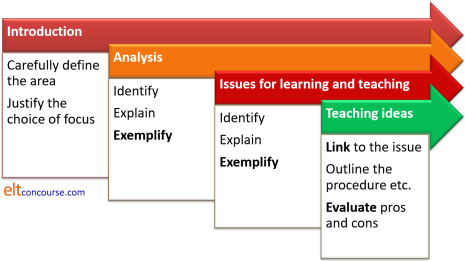 Introduction
Carefully define
the area
Justify the
choice of focus
Analysis
Identify
Explain
Exemplify
Issues for learning and teaching
Identify
Explain
Exemplify
Teaching ideas
Link to the issue
Outline the
procedure etc.
Evaluate pros
and cons
eltconcourse.com